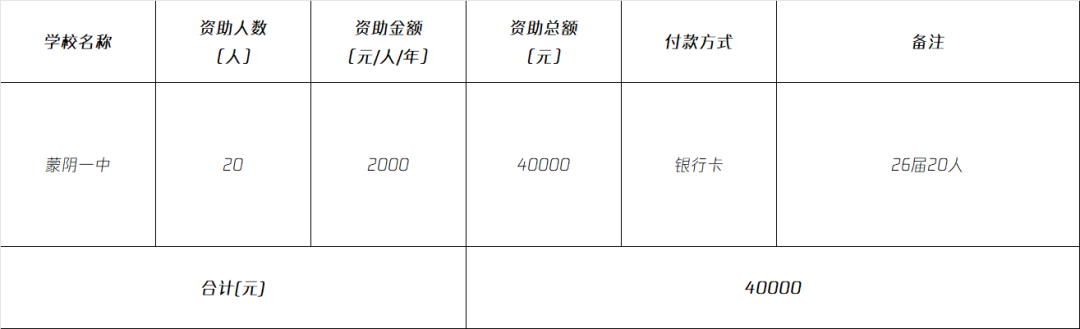 学校名称
资助人数
（人）
资助金额
（元/人/年）
资助总额
（元）
付款方式
备注
蒙阴一中
20
2000
40000
银行卡
26届20人
合计(元)
40000